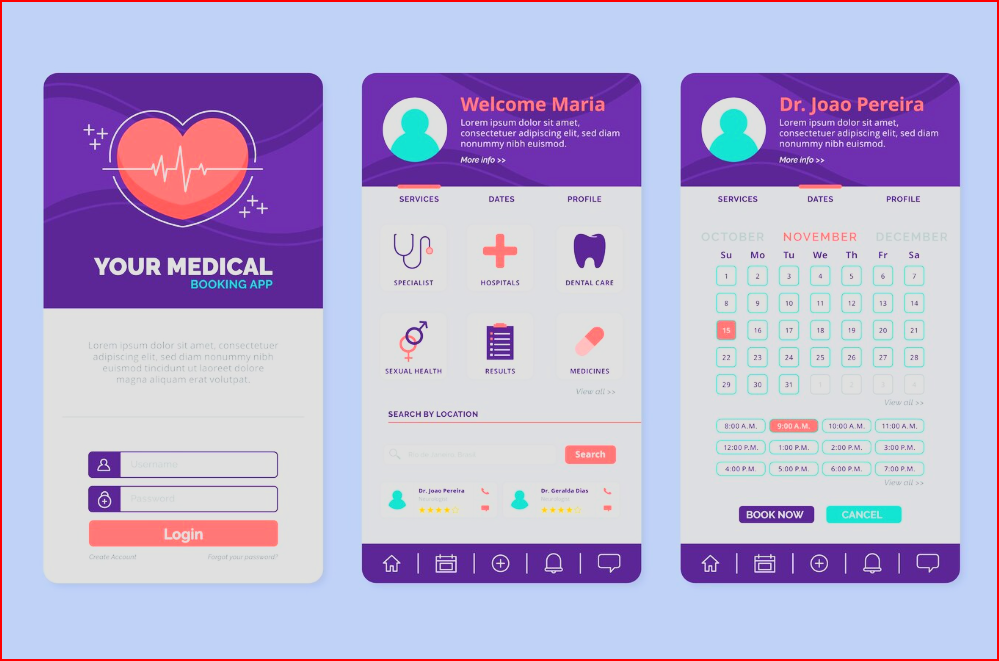 YOUR MEDICAL
BOOKING APP
Lorem ipsum dolor sit amet, consectetuer
adipiscing elit, sed diam nonummy nibh
euismod tincidunt ut laoreet dolore
magna aliquam erat volutpat.
Username
Password
Login
Create Account
Forgot your password?
Welcome Maria
Lorem ipsum dolor sit amet,
consectetuer adipiscing elit, sed diam
nonummy nibh euismod.
More info >>
SERVICES DATES PROFILE
SPECIALIST HOSPITALS DENTAL CARE
SEXUAL HEALTH RESULTS MEDICINES
View all >>
SEARCH BY LOCATION
Search
Dr. Joao Pereira
Dr. Geralda Dias
Dr. Joao Pereira
Lorem ipsum dolor sit amet,
consectetuer adipiscing elit, sed diam
nonummy nibh euismod.
More info >>
SERVICES DATES PROFILE
OCTOBER NOVEMBER DECEMBER
Su Mo Tu We Th Fr Sa
1 2 3 4 5 6 7
8 9 10 11 12 13 14
15 16 17 18 19 20 21
22 23 24 25 26 27 28
29 30 31 1 2 3 4
View all >>
8:00 A.M. 9:00 A.M. 10:00 A.M. 11:00 A.M.
12:00 P.M. 1:00 P.M. 2:00 P.M. 3:00 P.M.
4:00 P.M. 5:00 P.M. 6:00 P.M. 7:00 P.M.
View all >>
BOOK NOW CANCEL